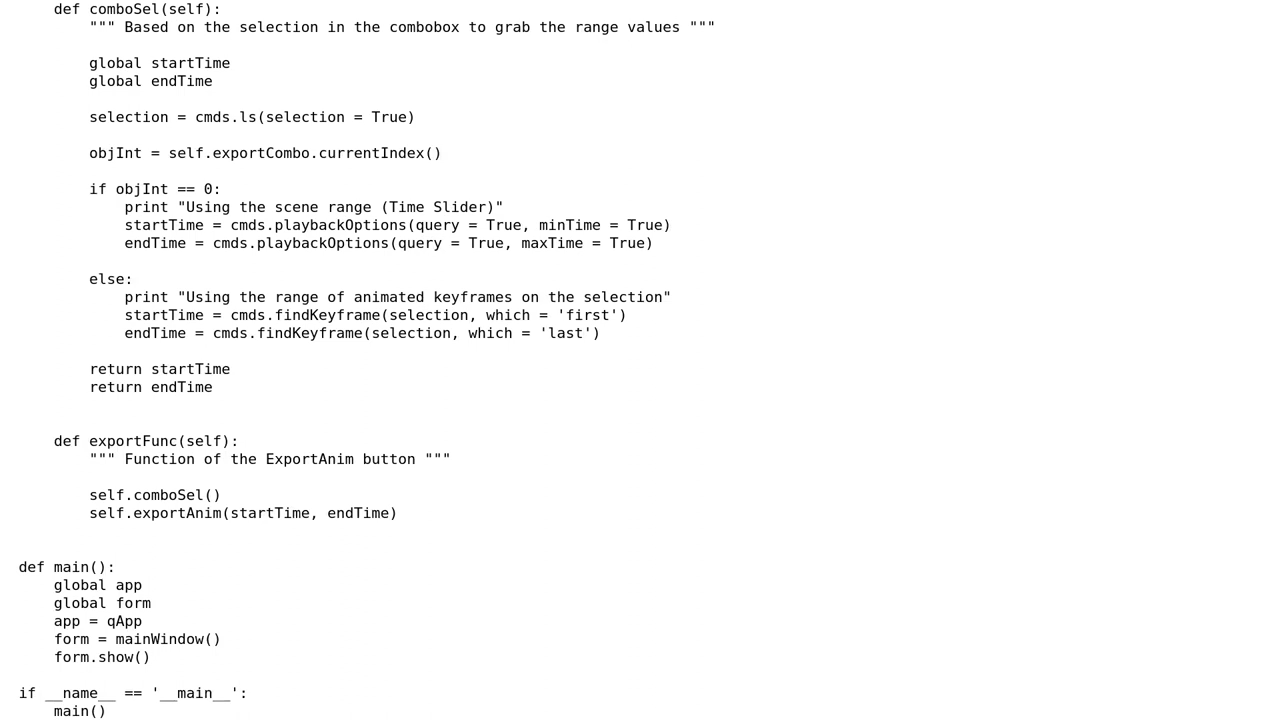 def comboSel(self):
        """ Based on the selection in the combobox to grab the range values """

        global startTime
        global endTime

        selection = cmds.ls(selection = True)

        objInt = self.exportCombo.currentIndex()

        if objInt == 0:
            print "Using the scene range (Time Slider)"
            startTime = cmds.playbackOptions(query = True, minTime = True)
            endTime = cmds.playbackOptions(query = True, maxTime = True)

        else:
            print "Using the range of animated keyframes on the selection"
            startTime = cmds.findKeyframe(selection, which = 'first')
            endTime = cmds.findKeyframe(selection, which = 'last')

        return startTime
        return endTime


    def exportFunc(self):
        """ Function of the ExportAnim button """

        self.comboSel()
        self.exportAnim(startTime, endTime)


def main():
    global app
    global form
    app = qApp
    form = mainWindow()
    form.show()

if __name__ == '__main__':
    main()